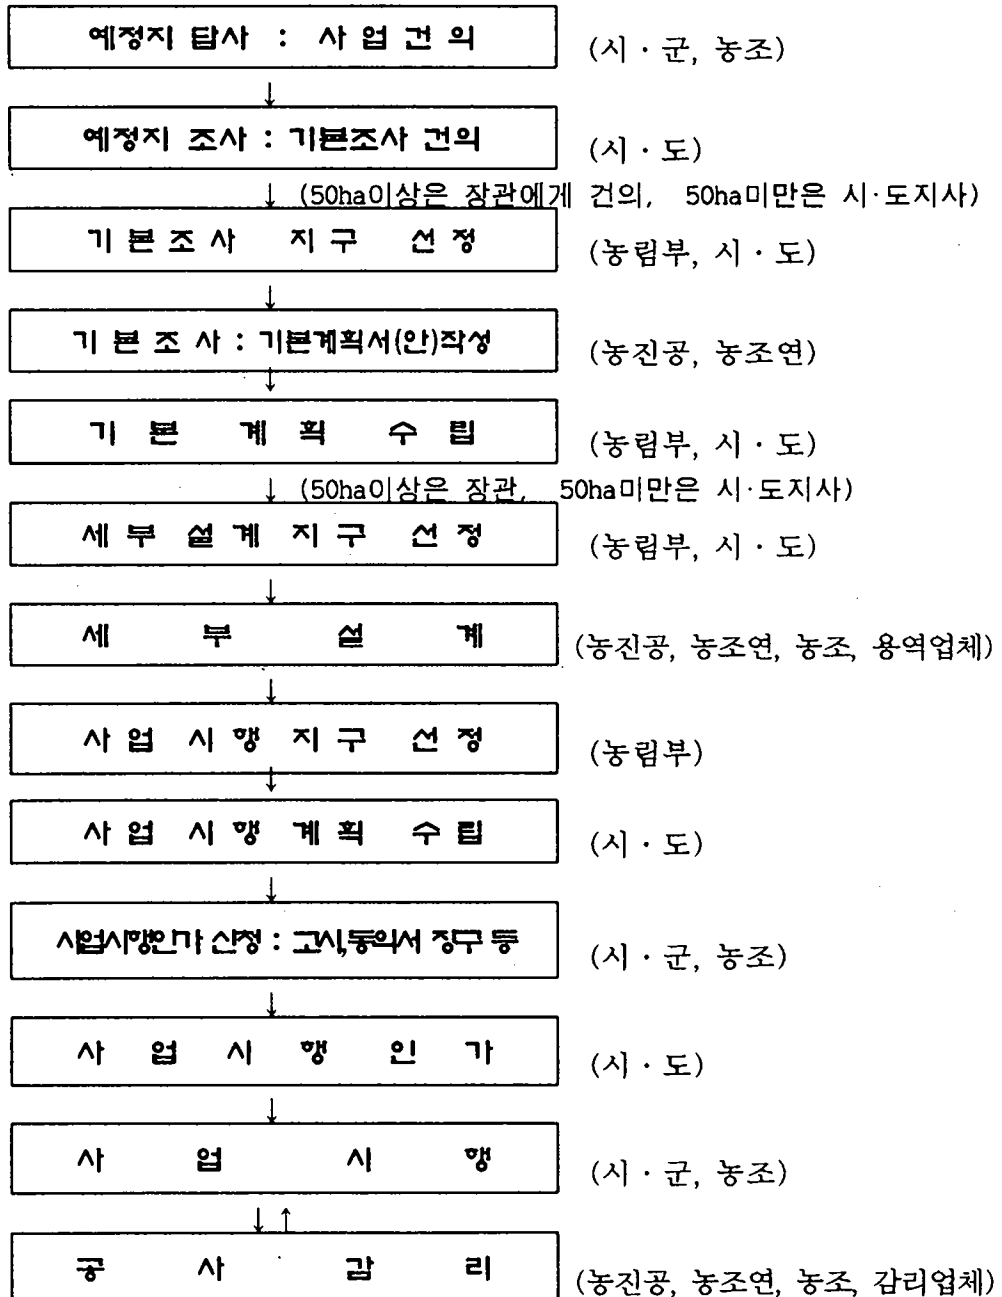 예정지 답사 : 사 업 건 의 (시 · 군, 농조)
↓
예정지 조사 : 기본조사 건의 (시 · 도)
↓ (50ha이상은 장관에게 건의, 50ha미만은 시·도지사)
기 본 조 사 지 구 선 정 (농림부, 시 · 도)
↓
기 본 조 사 : 기본계획서(안)작성 (농진공, 농조연)
↓
기 본 계 획 수 립 (농림부, 시 · 도)
↓ (50ha이상은 장관, 50ha미만은 시·도지사)
세 부 설 계 지 구 선 정 (농림부, 시 · 도)
↓
세 부 설 계 (농진공, 농조연, 농조, 용역업체)
↓
사 업 시 행 지 구 선 정 (농림부)
↓
사 업 시 행 계 획 수 립 (시 · 도)
↓
사업시행인가 신청 : 고시,동의서 징구 등 (시 · 군, 농조)
↓
사 업 시 행 인 가 (시 · 도)
↓
사 업 시 행 (시 · 군, 농조)
↓ ↑
공 사 감 리 (농진공, 농조연, 농조, 감리업체)